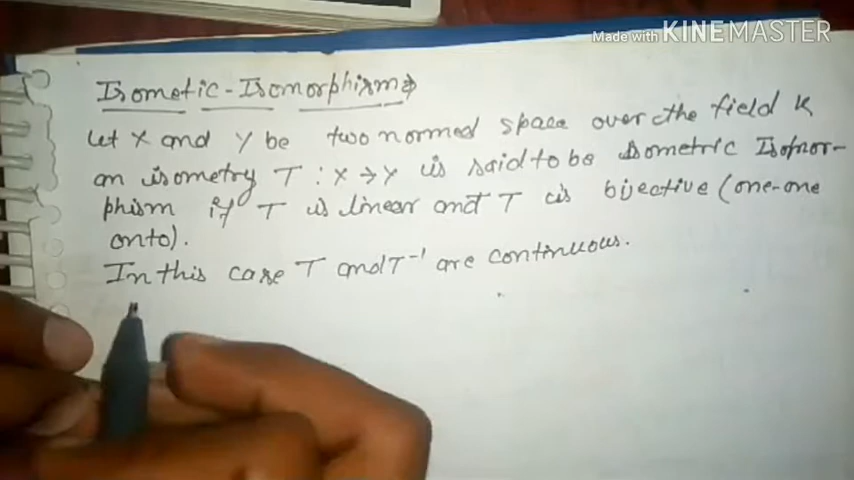 Made with KINEMASTER
Isometic-Isomorphism
Let X and Y be two normed space over the field K
an isometry T : X → Y is said to be isometric Isomor-
phism if T is linear and T is bijective (one-one
onto).
In this case T and T⁻¹ are continuous.